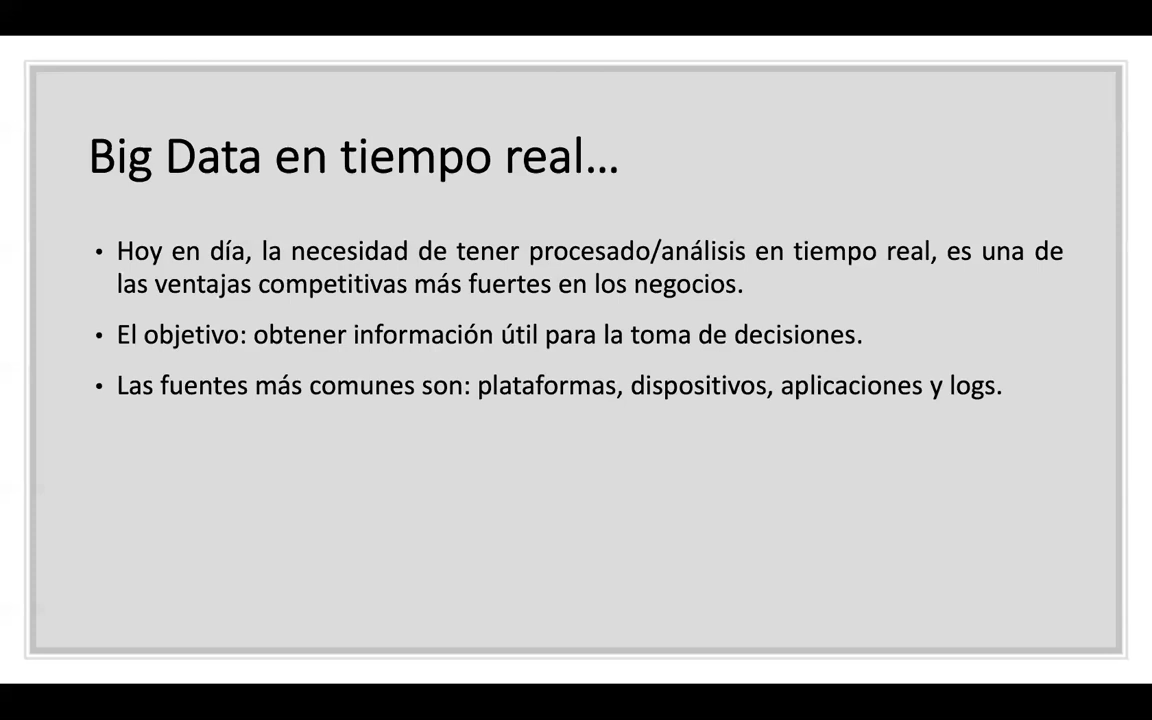 Big Data en tiempo real...
• Hoy en día, la necesidad de tener procesado/análisis en tiempo real, es una de
las ventajas competitivas más fuertes en los negocios.
• El objetivo: obtener información útil para la toma de decisiones.
• Las fuentes más comunes son: plataformas, dispositivos, aplicaciones y logs.